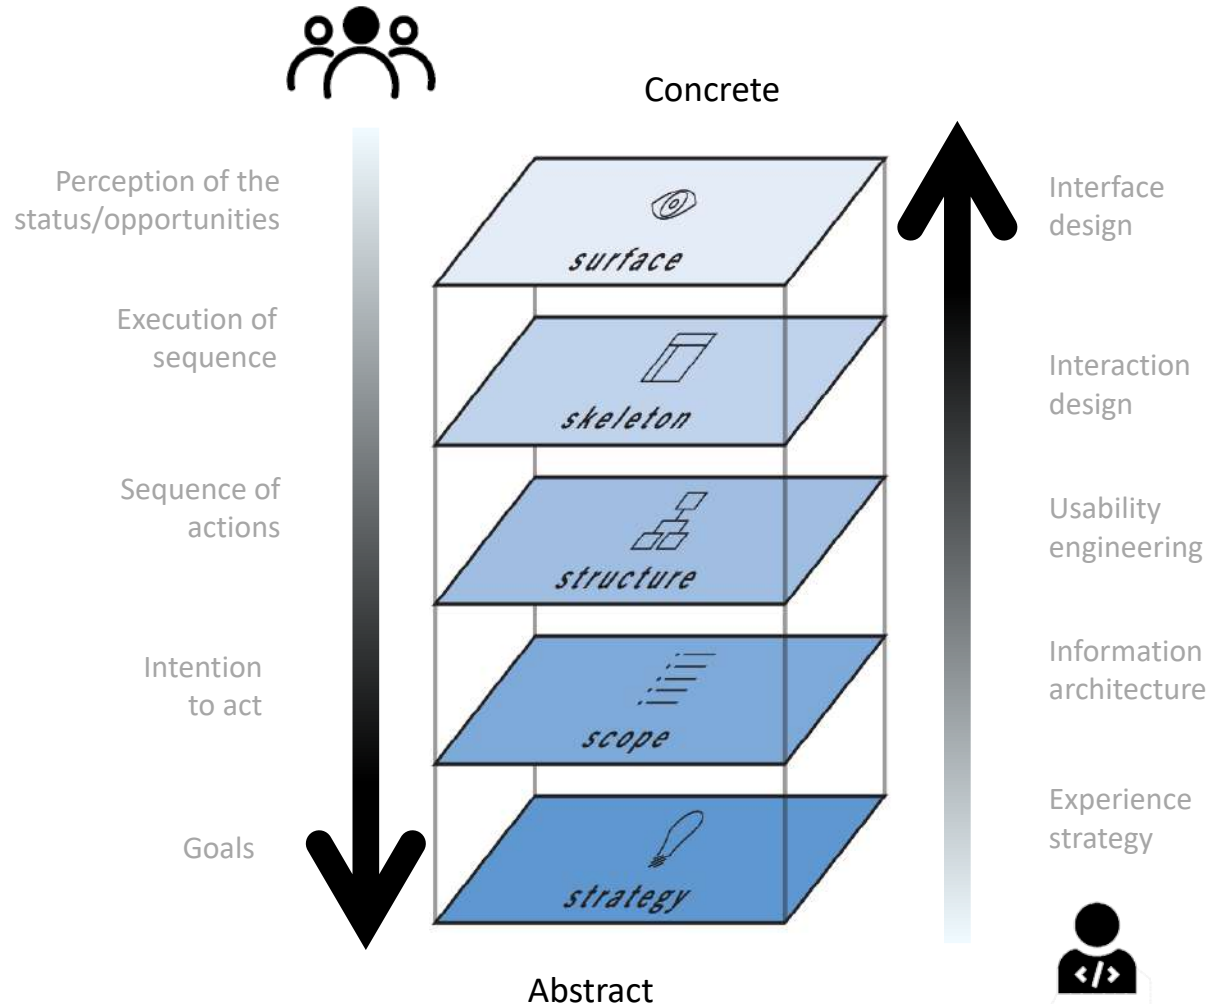 Concrete
Perception of the
status/opportunities
surface
Interface
design
Execution of
sequence
skeleton
Interaction
design
Sequence of
actions
structure
Usability
engineering
Intention
to act
scope
Information
architecture
Goals
strategy
Experience
strategy
</>
Abstract